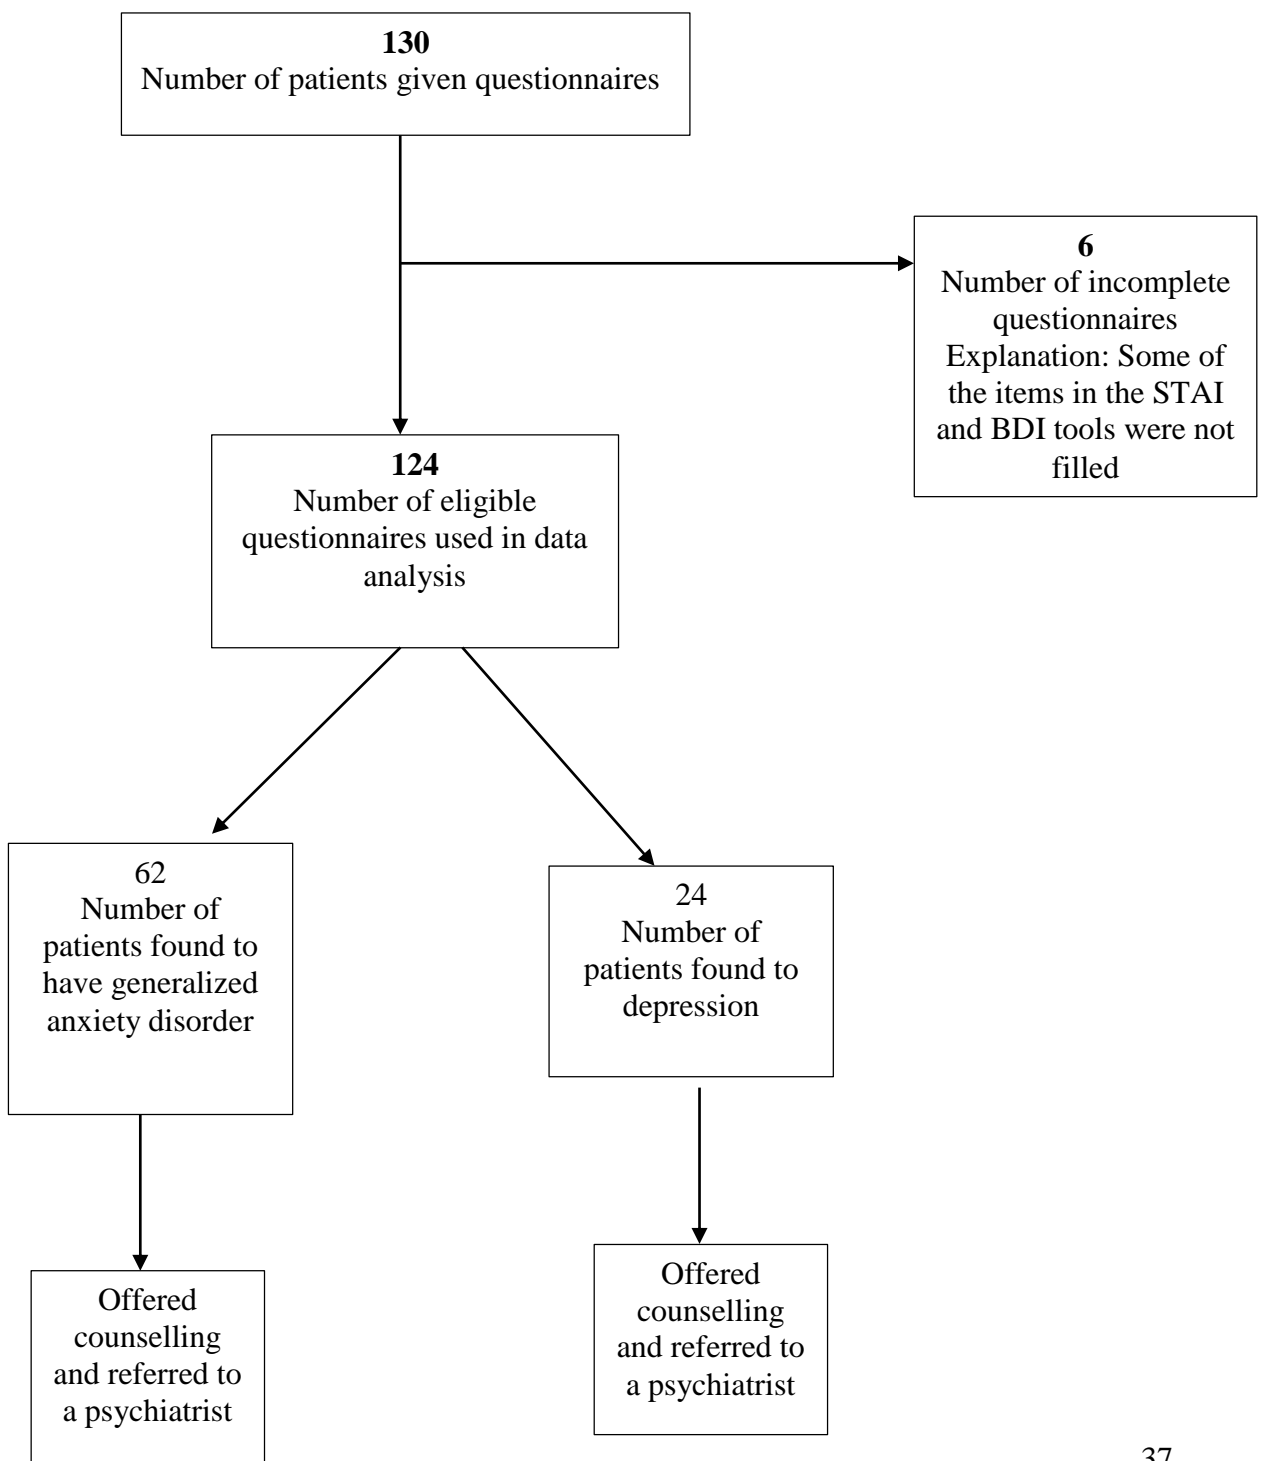 130
Number of patients given questionnaires
6
Number of incomplete
questionnaires
Explanation: Some of
the items in the STAI
and BDI tools were not
filled
124
Number of eligible
questionnaires used in data
analysis
62
Number of
patients found to
have generalized
anxiety disorder
24
Number of
patients found to
depression
Offered
counselling
and referred to
a psychiatrist
Offered
counselling
and referred to
a psychiatrist
37